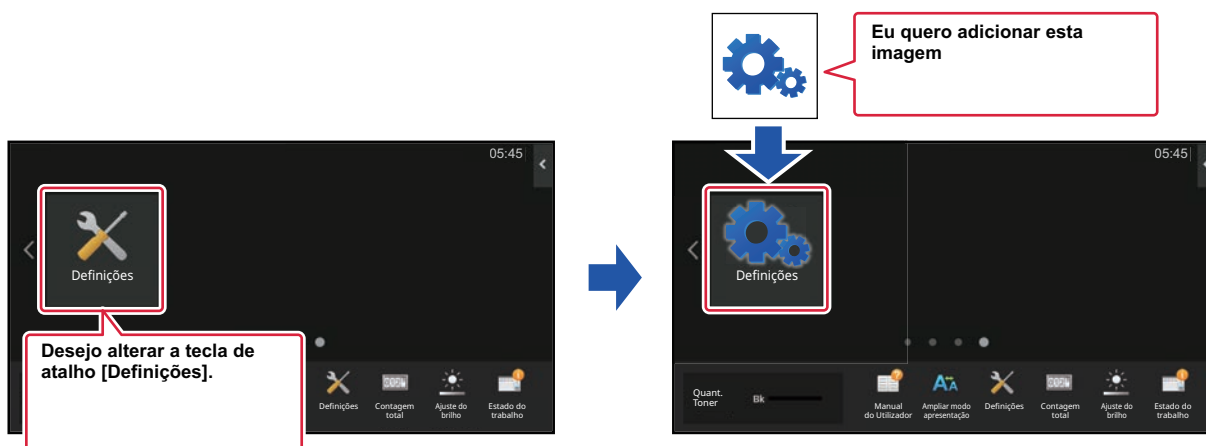 Eu quero adicionar esta
imagem
05:45
Definições
Desejo alterar a tecla de
atalho [Definições].
Definições
Contagem
total
Ajuste do
brilho
Estado do
trabalho
05:45
Definições
Quant.
Toner
Bk
Manual
do Utilizador
Ampliar modo
apresentação
Definições
Contagem
total
Ajuste do
brilho
Estado do
trabalho